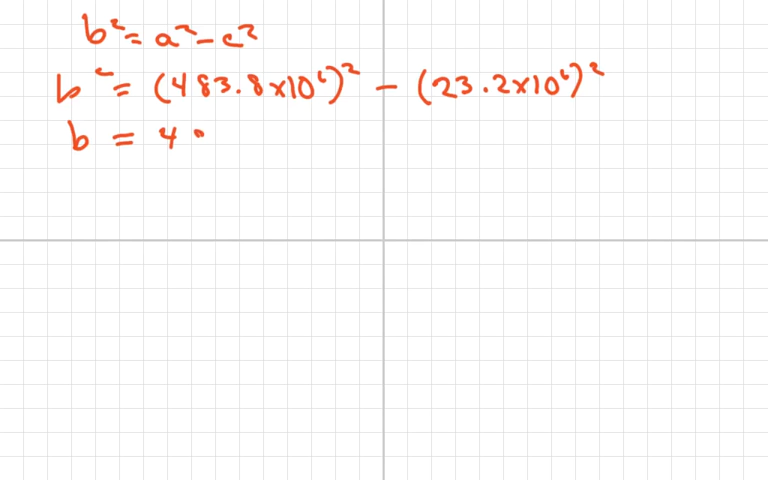 b² = a² - c²
b² = (483.8×10⁶)² - (23.2×10⁶)²
b = 4